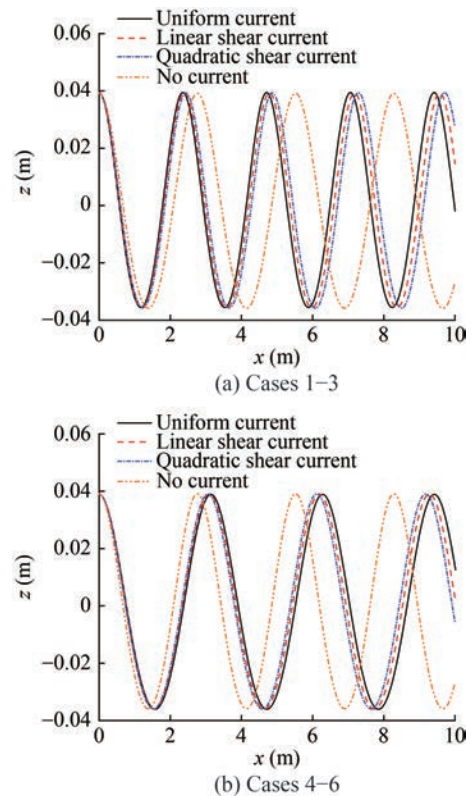 Uniform current
Linear shear current
Quadratic shear current
No current
0.06
0.04
0.02
0
−0.02
−0.04
z (m)
0 2 4 6 8 10
x (m)
(a) Cases 1−3
Uniform current
Linear shear current
Quadratic shear current
No current
0.06
0.04
0.02
0
−0.02
−0.04
z (m)
0 2 4 6 8 10
x (m)
(b) Cases 4−6